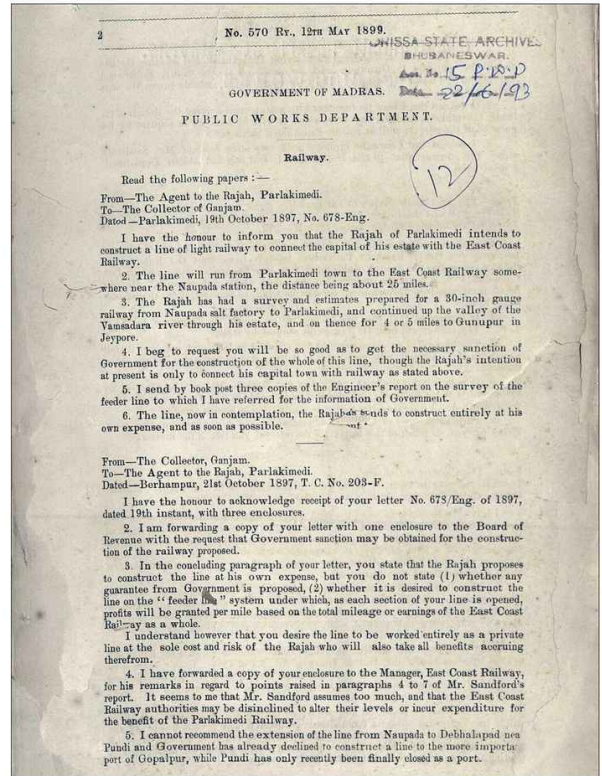 2
No. 570 RY., 12TH MAY 1899.
ORISSA STATE ARCHIVES
BHUBANESWAR.
Acc. No. 15 P.W.D
Date 22/6/93
GOVERNMENT OF MADRAS.
PUBLIC WORKS DEPARTMENT.
Railway.
12
Read the following papers :—
From—The Agent to the Rajah, Parlakimedi.
To—The Collector of Ganjam.
Dated—Parlakimedi, 19th October 1897, No. 678-Eng.
I have the honour to inform you that the Rajah of Parlakimedi intends to
construct a line of light railway to connect the capital of his estate with the East Coast
Railway.
2. The line will run from Parlakimedi town to the East Coast Railway some-
where near the Naupada station, the distance being about 25 miles.
3. The Rajah has had a survey and estimates prepared for a 30-inch gauge
railway from Naupada salt factory to Parlakimedi, and continued up the valley of the
Vamsadara river through his estate, and on thence for 4 or 5 miles to Gunupur in
Jeypore.
4. I beg to request you will be so good as to get the necessary sanction of
Government for the construction of the whole of this line, though the Rajah's intention
at present is only to connect his capital town with railway as stated above.
5. I send by book post three copies of the Engineer's report on the survey of the
feeder line to which I have referred for the information of Government.
6. The line, now in contemplation, the Rajah to construct entirely at his
own expense, and as soon as possible.
From—The Collector, Ganjam.
To—The Agent to the Rajah, Parlakimedi.
Dated—Berhampur, 21st October 1897, T. C. No. 203-F.
I have the honour to acknowledge receipt of your letter No. 678/Eng. of 1897,
dated 19th instant, with three enclosures.
2. I am forwarding a copy of your letter with one enclosure to the Board of
Revenue with the request that Government sanction may be obtained for the construc-
tion of the railway proposed.
3. In the concluding paragraph of your letter, you state that the Rajah proposes
to construct the line at his own expense, but you do not state (1) whether any
guarantee from Government is proposed, (2) whether it is desired to construct the
line on the “ feeder line ” system under which, as each section of your line is opened,
profits will be granted per mile based on the total mileage or earnings of the East Coast
Railway as a whole.
I understand however that you desire the line to be worked entirely as a private
line at the sole cost and risk of the Rajah who will also take all benefits accruing
therefrom.
4. I have forwarded a copy of your enclosure to the Manager, East Coast Railway,
for his remarks in regard to points raised in paragraphs 4 to 7 of Mr. Sandford's
report. It seems to me that Mr. Sandford assumes too much, and that the East Coast
Railway authorities may be disinclined to alter their levels or incur expenditure for
the benefit of the Parlakimedi Railway.
5. I cannot recommend the extension of the line from Naupada to Debhalapad nea
Pundi and Government has already declined to construct a line to the more importa
port of Gopalpur, while Pundi has only recently been finally closed as a port.